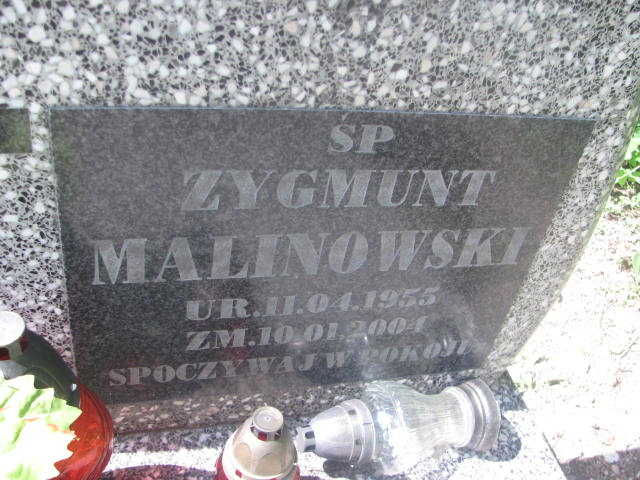 ŚP
ZYGMUNT
MALINOWSKI
UR.11.04.1955
ZM.10.01.2004
SPOCZYWAJ W POKOJU